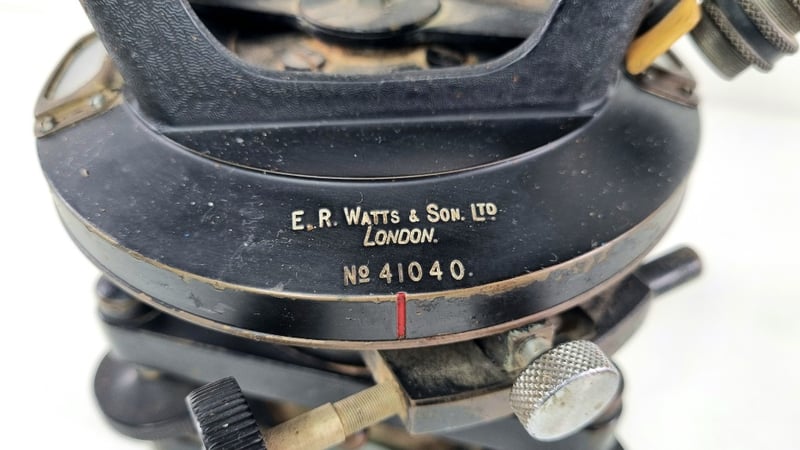 E. R. WATTS & SON. LTD
LONDON.
No 41040.